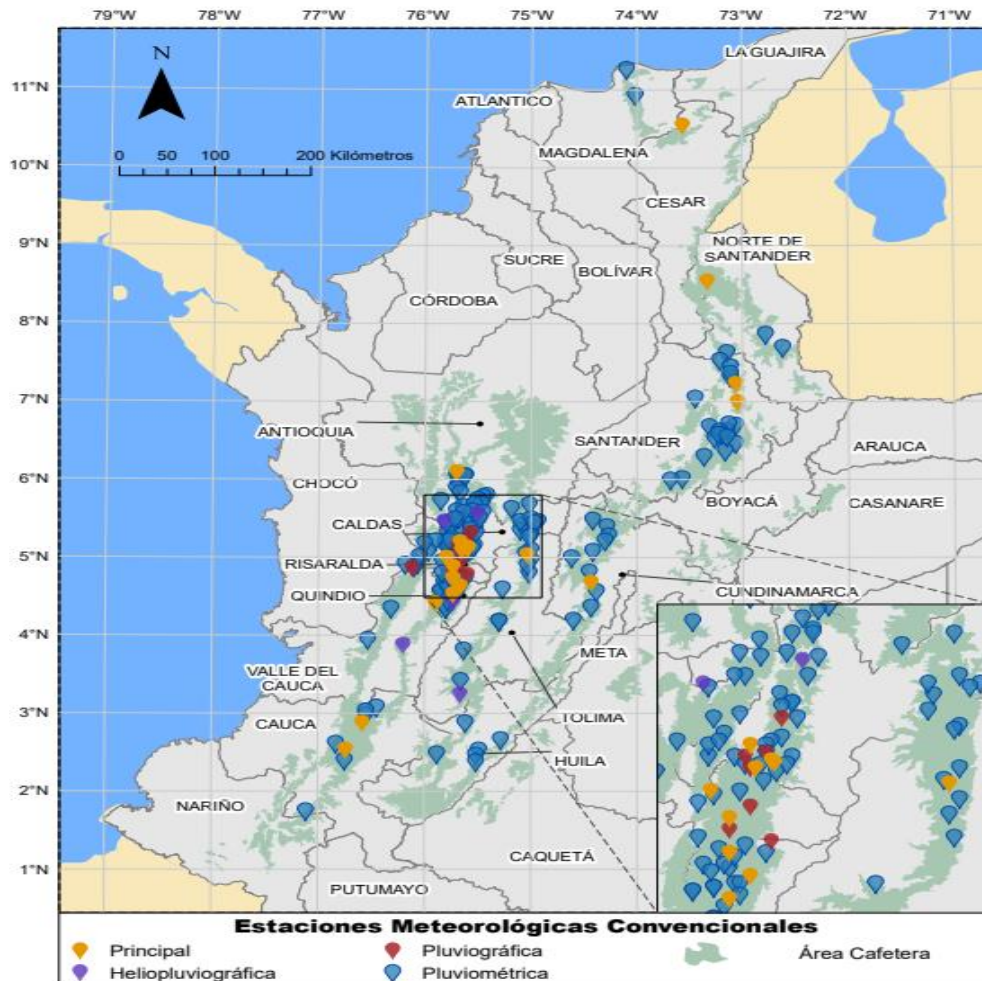 79°W 78°W 77°W 76°W 75°W 74°W 73°W 72°W 71°W
N
0 50 100 200 Kilómetros
11°N
10°N
9°N
8°N
7°N
6°N
5°N
4°N
3°N
2°N
1°N
LA GUAJIRA
ATLANTICO
MAGDALENA
CESAR
NORTE DE
SANTANDER
SUCRE
BOLÍVAR
CÓRDOBA
ANTIOQUIA
SANTANDER
ARAUCA
CHOCÓ
BOYACÁ
CASANARE
CALDAS
RISARALDA
QUINDIO
CUNDINAMARCA
META
VALLE DEL
CAUCA
CAUCA
TOLIMA
HUILA
NARIÑO
CAQUETÁ
PUTUMAYO
Estaciones Meteorológicas Convencionales
Principal
Pluviográfica
Área Cafetera
Heliopluviográfica
Pluviométrica